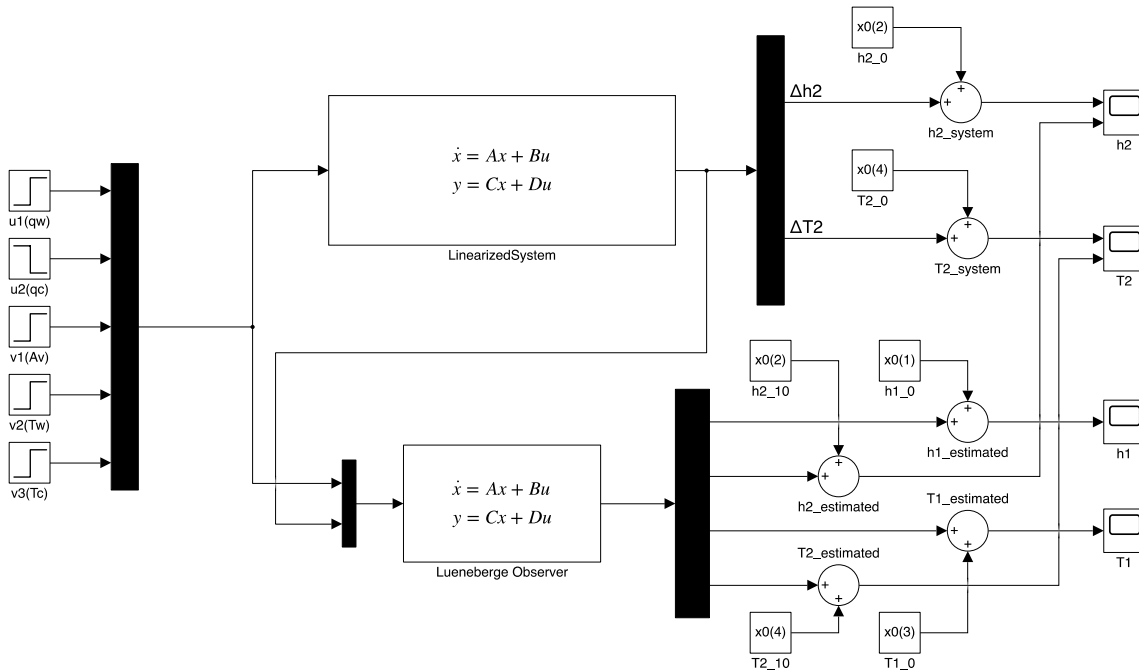 x0(2)
h2_0
Δh2
+
+
h2_system
h2
ẋ = Ax + Bu
y = Cx + Du
LinearizedSystem
x0(4)
T2_0
ΔT2
+
+
T2_system
T2
u1(qw)
u2(qc)
v1(Av)
v2(Tw)
v3(Tc)
x0(2)
h2_10
x0(1)
h1_0
+
+
h1_estimated
h1
+
+
h2_estimated
ẋ = Ax + Bu
y = Cx + Du
Lueneberge Observer
T1_estimated
+
+
T1
T2_estimated
+
+
x0(4)
T2_10
x0(3)
T1_0